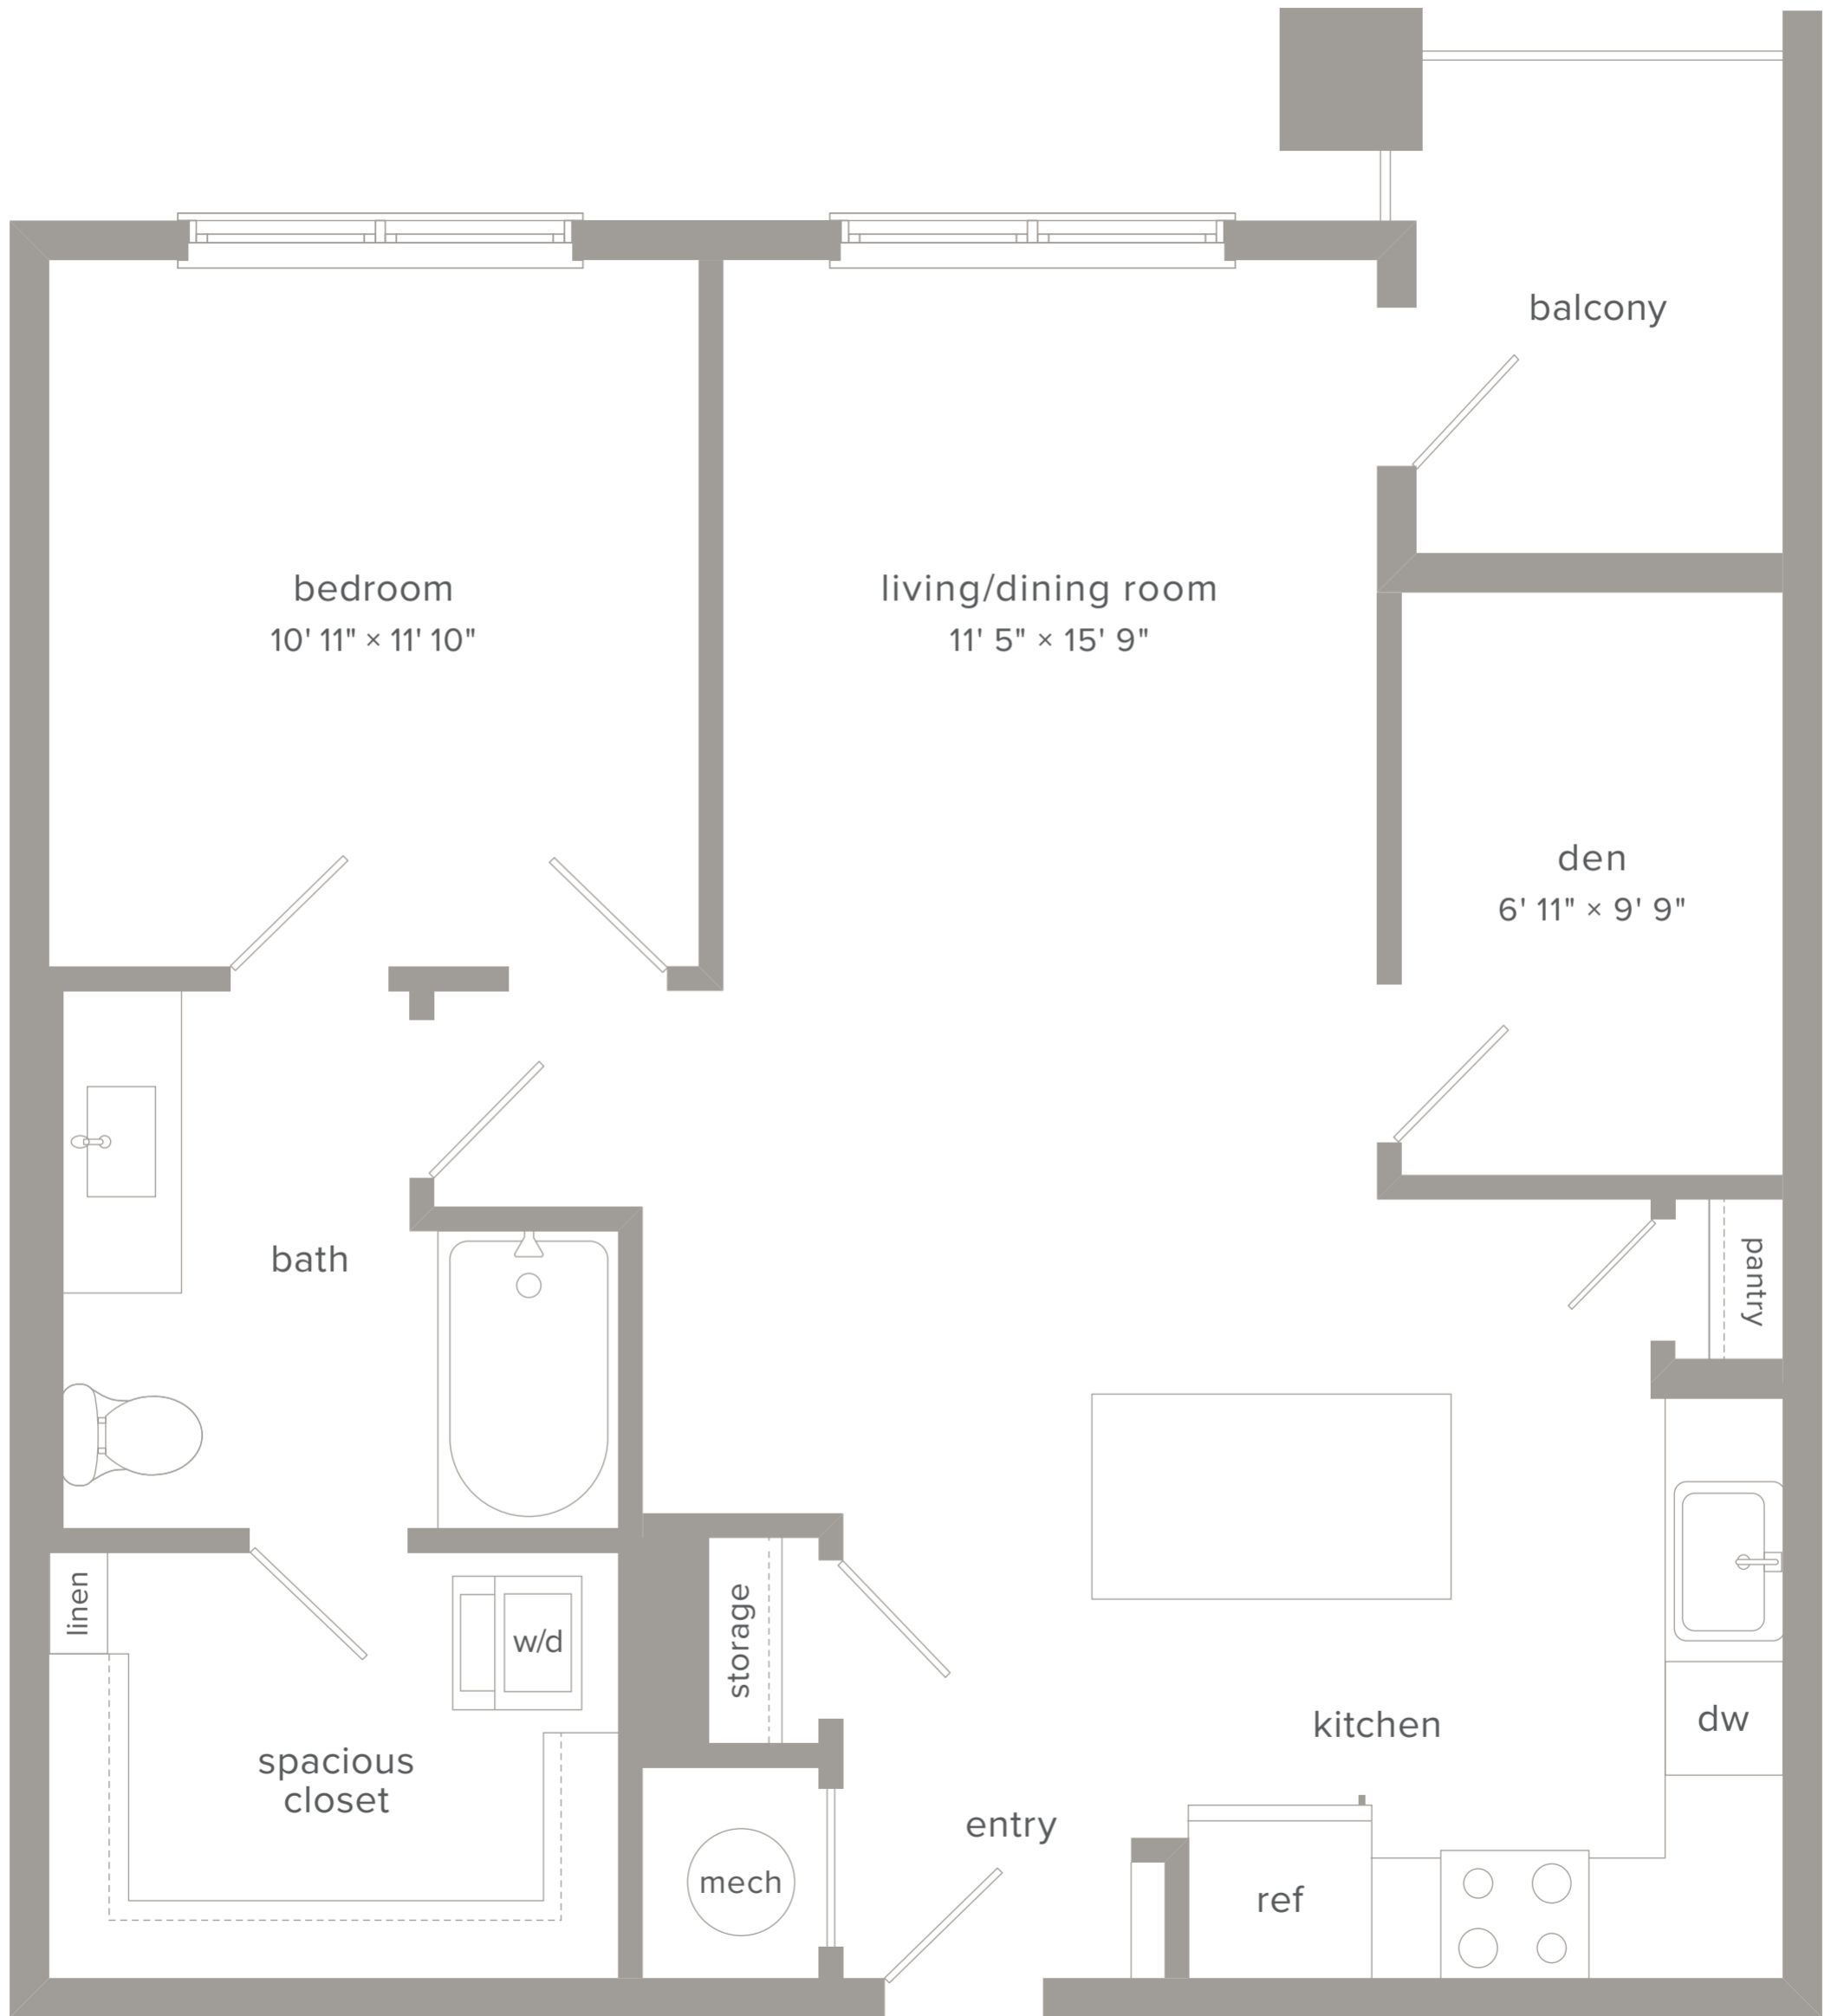 balcony
bedroom
10' 11" × 11' 10"
living/dining room
11' 5" × 15' 9"
den
6' 11" × 9' 9"
bath
pantry
linen
w/d
storage
spacious
closet
kitchen
dw
entry
mech
ref